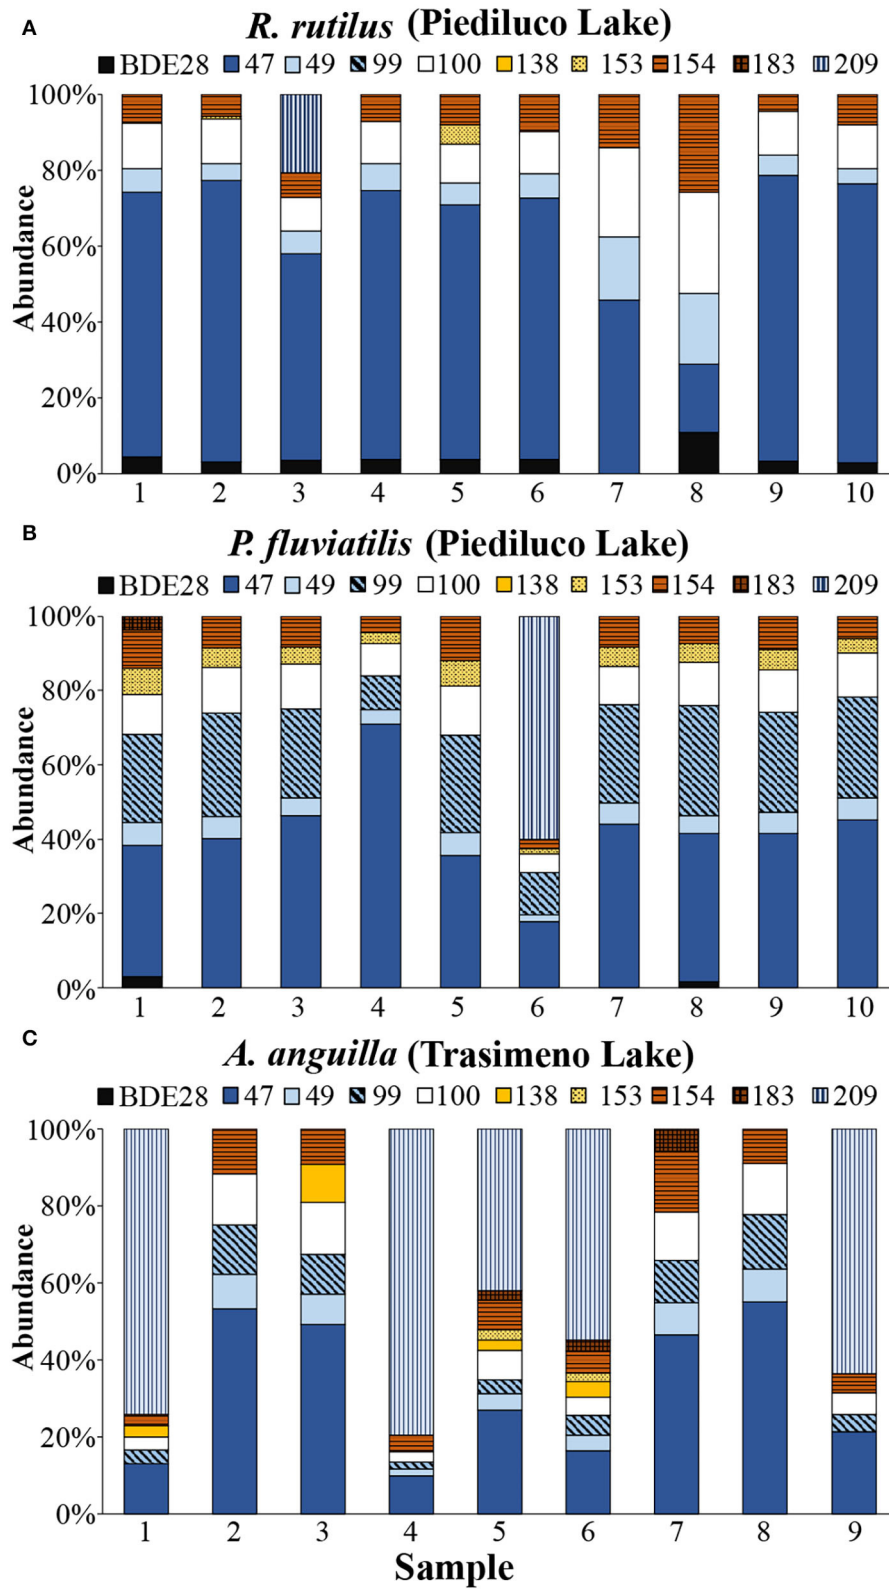 A
R. rutilus (Piediluco Lake)
BDE28 47 49 99 100 138 153 154 183 209
100%
80%
60%
40%
20%
0%
Abundance
1 2 3 4 5 6 7 8 9 10
B
P. fluviatilis (Piediluco Lake)
BDE28 47 49 99 100 138 153 154 183 209
100%
80%
60%
40%
20%
0%
Abundance
1 2 3 4 5 6 7 8 9 10
C
A. anguilla (Trasimeno Lake)
BDE28 47 49 99 100 138 153 154 183 209
100%
80%
60%
40%
20%
0%
Abundance
1 2 3 4 5 6 7 8 9
Sample